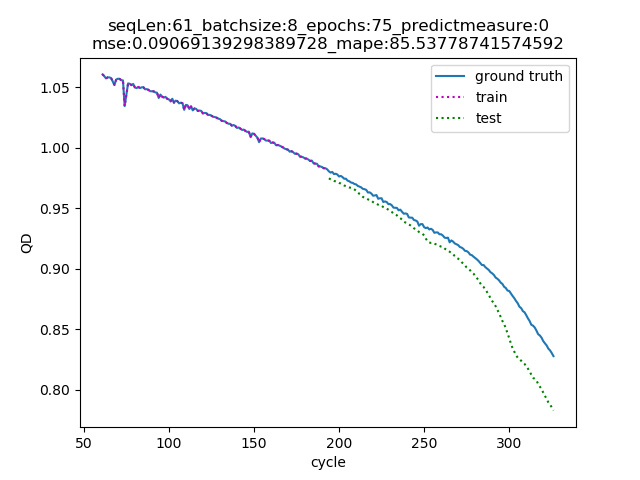 seqLen:61_batchsize:8_epochs:75_predictmeasure:0
mse:0.09069139298389728_mape:85.53778741574592
ground truth
train
test
1.05
1.00
0.95
0.90
0.85
0.80
QD
50 100 150 200 250 300
cycle